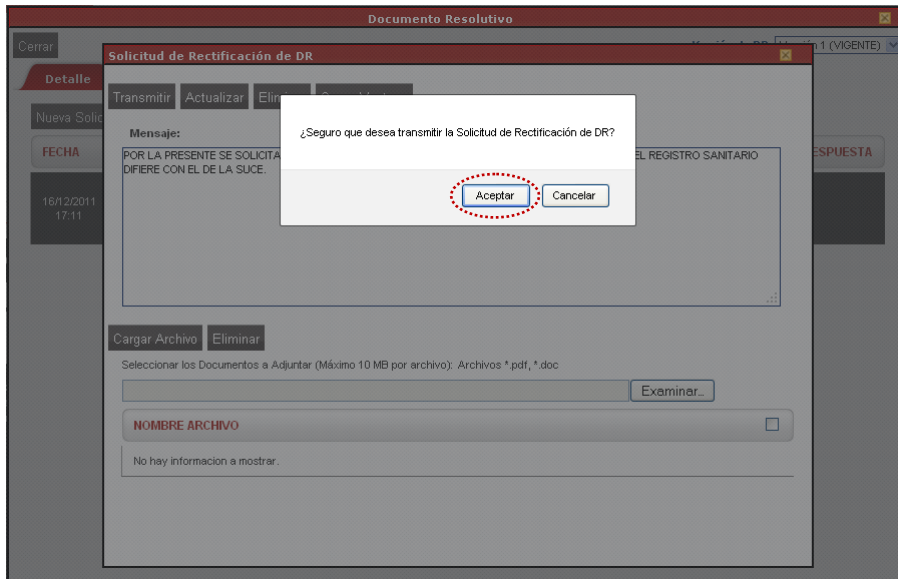 Documento Resolutivo
Cerrar
1 (VIGENTE)
Solicitud de Rectificación de DR
Detalle
Transmitir Actualizar
Nueva
Mensaje:
¿Seguro que desea transmitir la Solicitud de Rectificación de DR?
FECHA
POR LA PRESENTE SE SOLICITA EL REGISTRO SANITARIO
DIFIERE CON EL DE LA SUCE.
Aceptar Cancelar
16/12/2011
17:11
Cargar Archivo Eliminar
Seleccionar los Documentos a Adjuntar (Máximo 10 MB por archivo): Archivos *.pdf, *.doc
Examinar...
NOMBRE ARCHIVO
No hay informacion a mostrar.